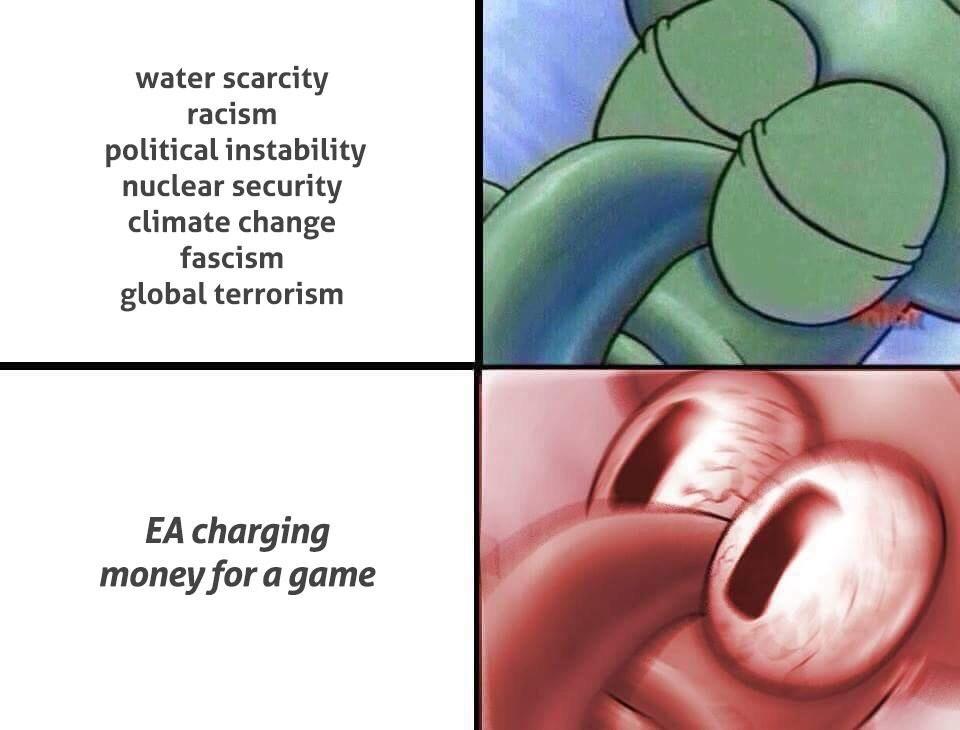 water scarcity
racism
political instability
nuclear security
climate change
fascism
global terrorism
EA charging
money for a game